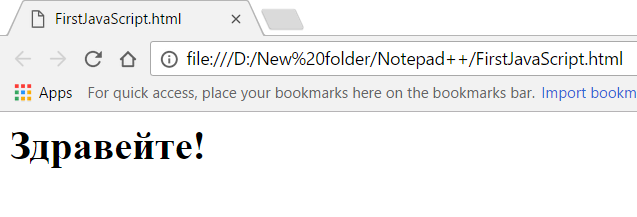 FirstJavaScript.html
file:///D:/New%20folder/Notepad++/FirstJavaScript.html
Apps For quick access, place your bookmarks here on the bookmarks bar. Import bookm
Здравейте!